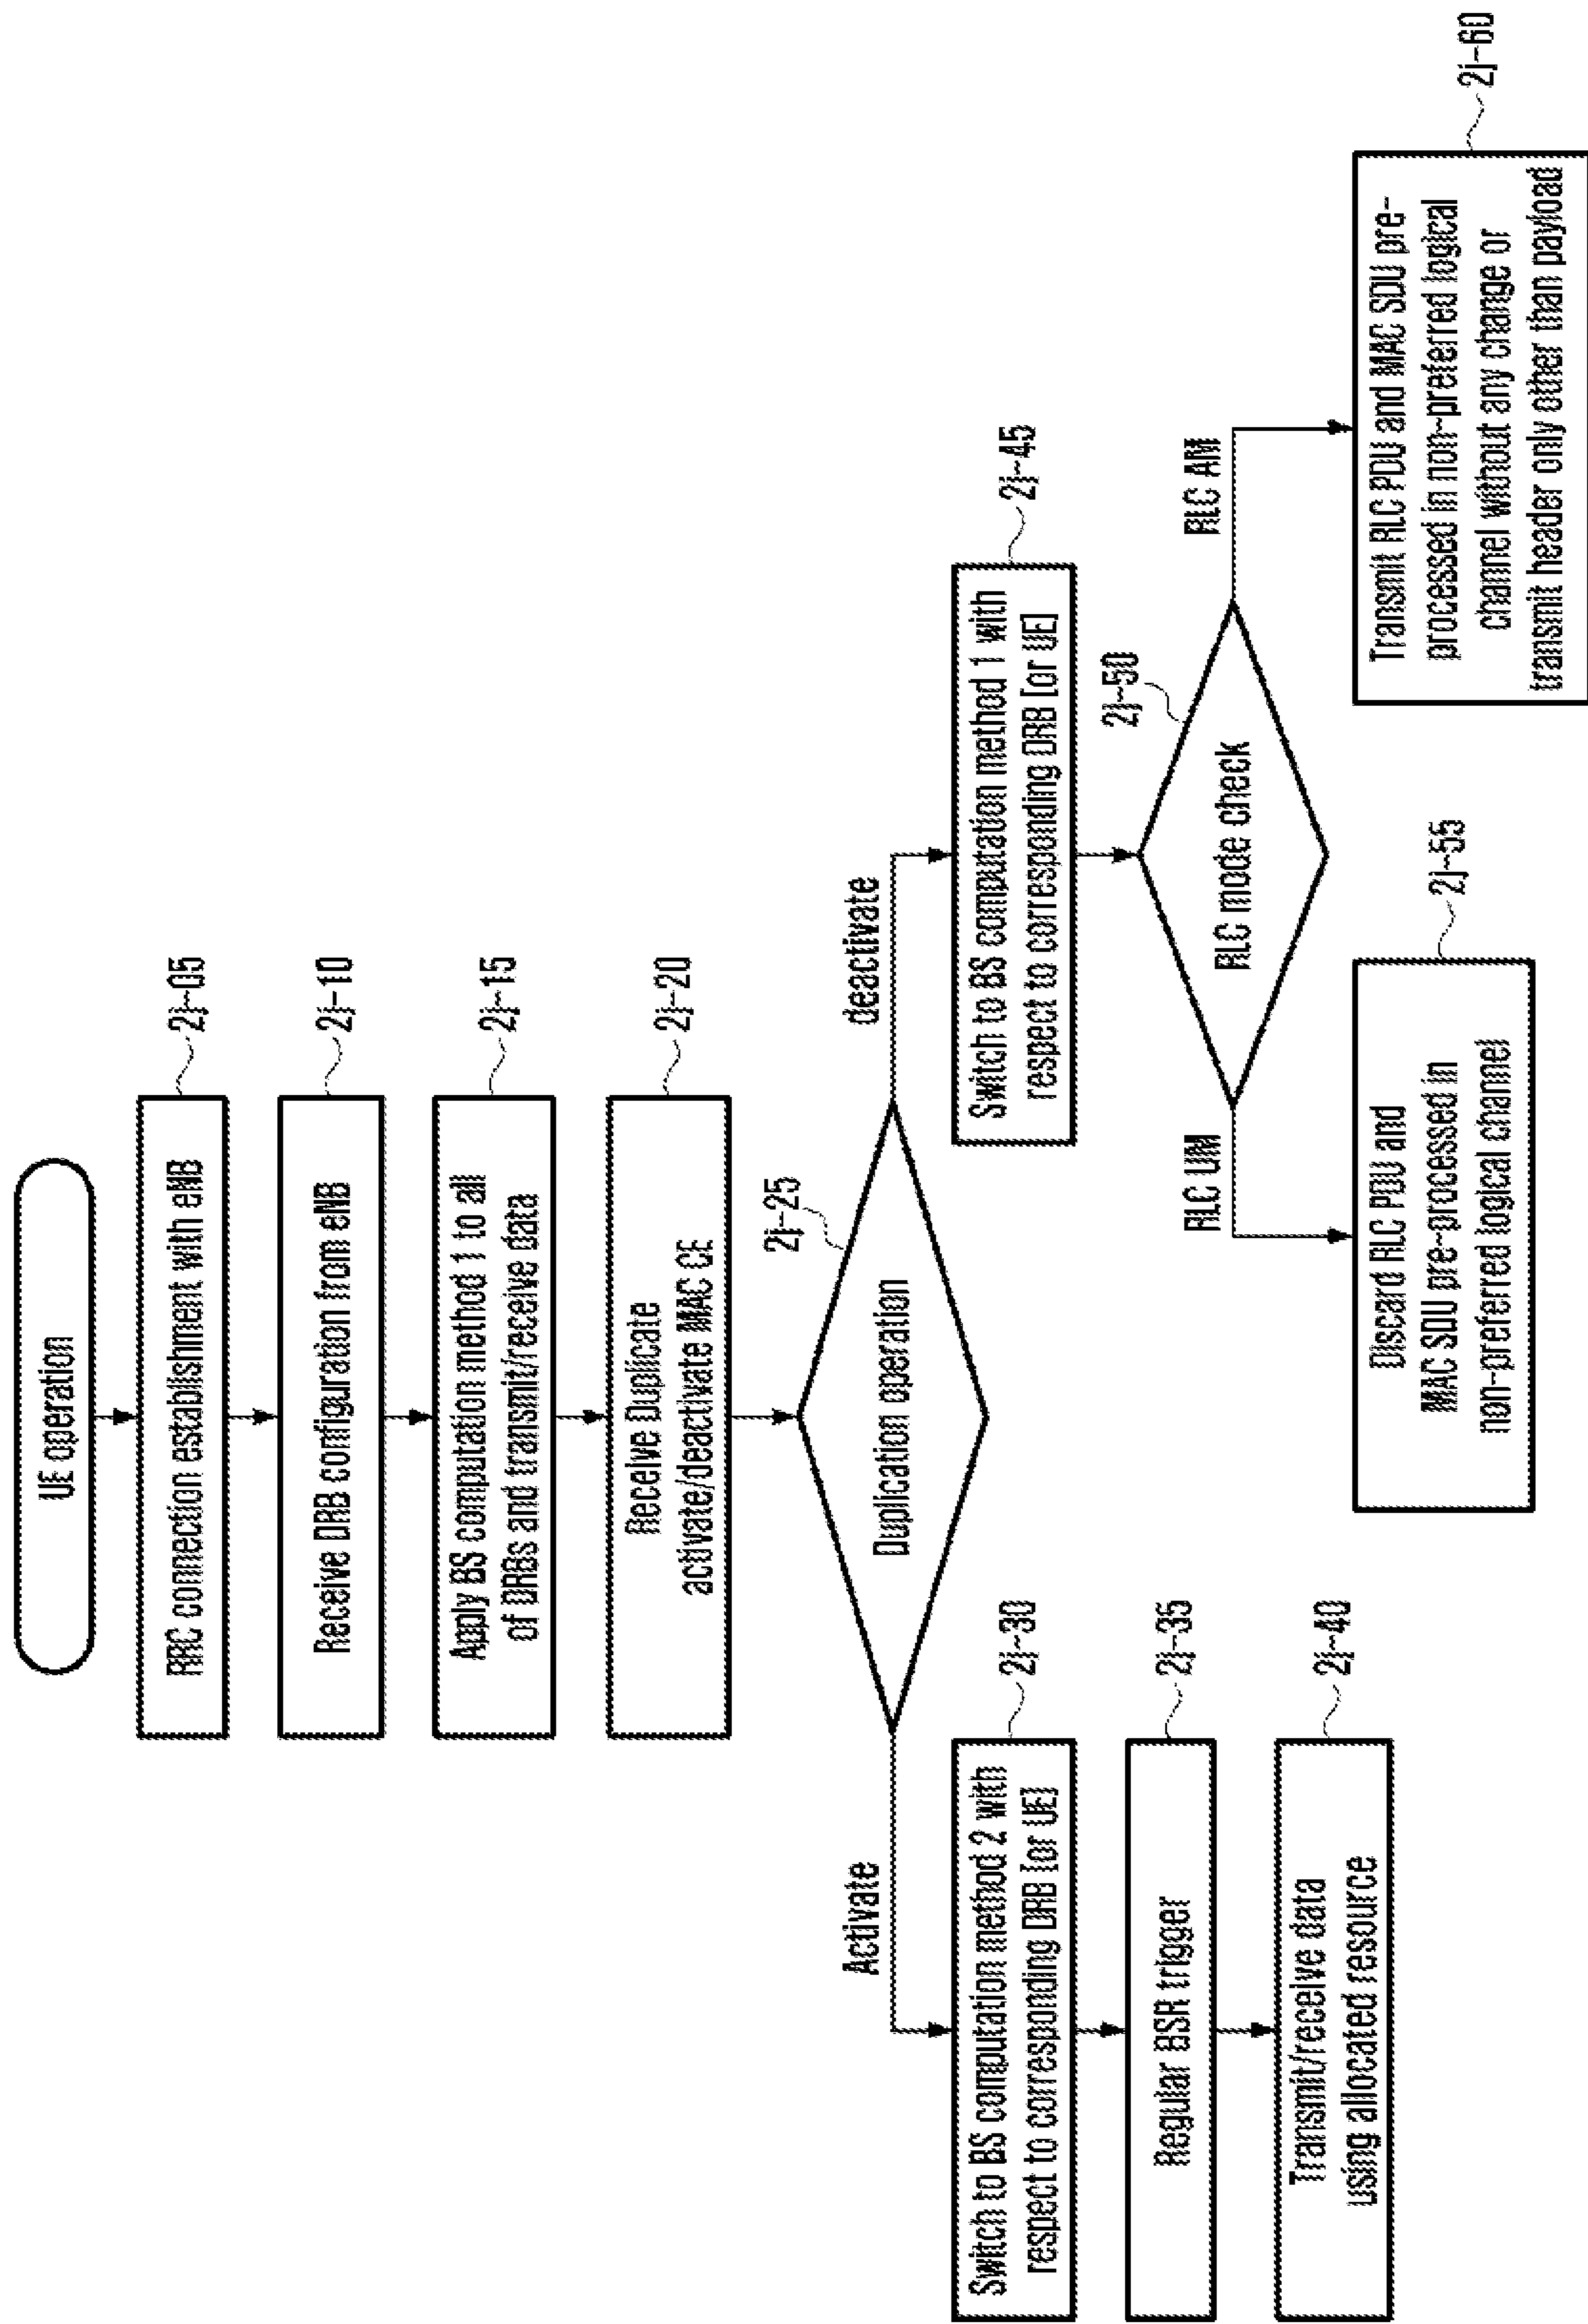 UE operation
RRC connection establishment with eNB
2j-05
Receive DRB configuration from eNB
2j-10
Apply BS computation method 1 to all
of DRBs and transmit/receive data
2j-15
Receive Duplicate
activate/deactivate MAC CE
2j-20
Duplication operation
2j-25
Activate
deactivate
Switch to BS computation method 2 with
respect to corresponding DRB [or UE]
2j-30
Regular BSR trigger
2j-35
Transmit/receive data
using allocated resource
2j-40
Switch to BS computation method 1 with
respect to corresponding DRB [or UE]
2j-45
RLC mode check
2j-50
RLC UM
RLC AM
Discard RLC PDU and
MAC SDU pre-processed in
non-preferred logical channel
2j-55
Transmit RLC PDU and MAC SDU pre-
processed in non-preferred logical
channel without any change or
transmit header only other than payload
2j-60